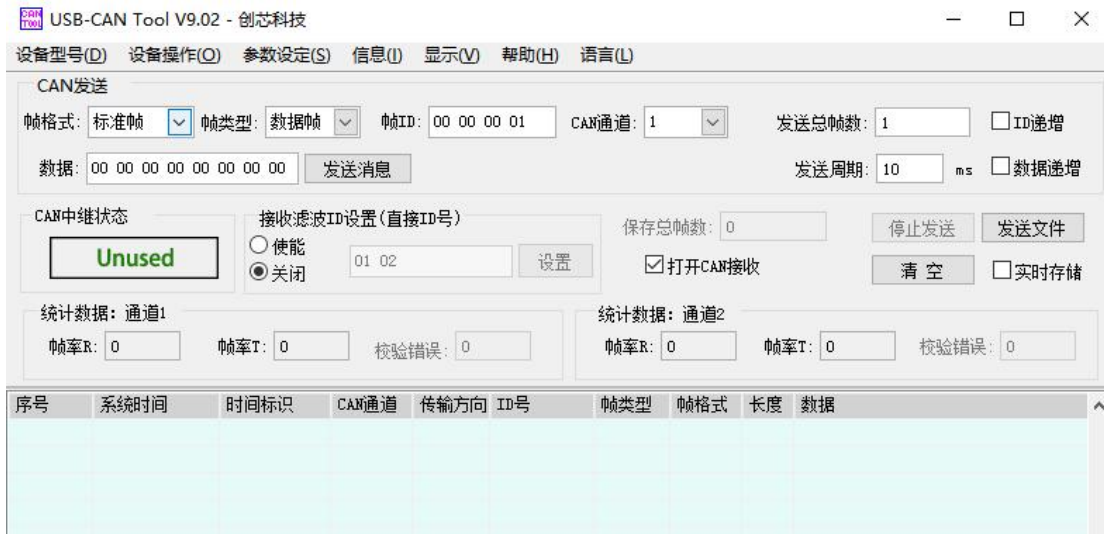 CAN TOOL USB-CAN Tool V9.02 - 创芯科技
设备型号(D) 设备操作(O) 参数设定(S) 信息(I) 显示(V) 帮助(H) 语言(L)
CAN发送
帧格式: 标准帧 帧类型: 数据帧 帧ID: 00 00 00 01 CAN通道: 1 发送总帧数: 1 ID递增
数据: 00 00 00 00 00 00 00 00 发送消息 发送周期: 10 ms 数据递增
CAN中继状态 接收滤波ID设置(直接ID号) 保存总帧数: 0 停止发送 发送文件
Unused 使能 01 02 设置 打开CAN接收 清 空 实时存储
关闭
统计数据: 通道1 统计数据: 通道2
帧率R: 0 帧率T: 0 校验错误: 0 帧率R: 0 帧率T: 0 校验错误: 0
序号 系统时间 时间标识 CAN通道 传输方向 ID号 帧类型 帧格式 长度 数据